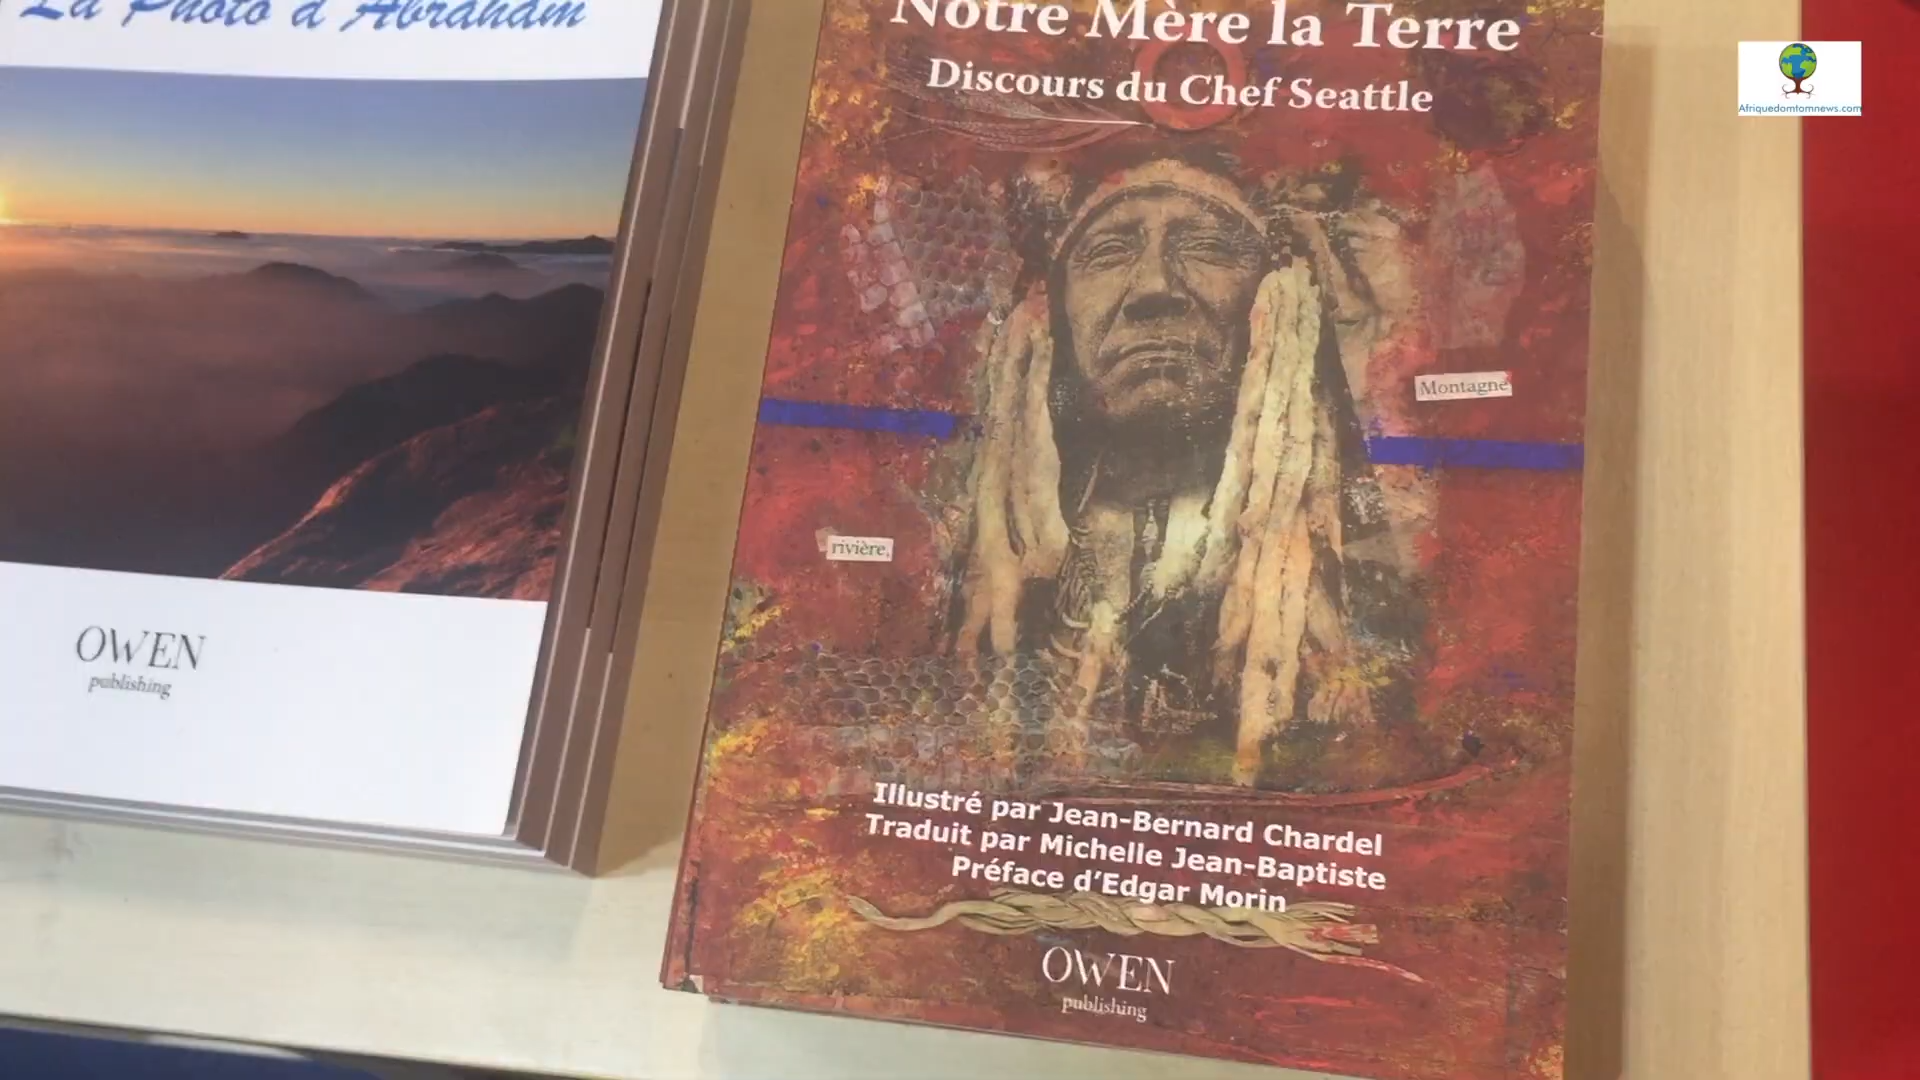 La Photo d'Abraham
OWEN
publishing
Notre Mère la Terre
Discours du Chef Seattle
Montagne
rivière,
Illustré par Jean-Bernard Chardel
Traduit par Michelle Jean-Baptiste
Préface d'Edgar Morin
OWEN
publishing
Afriquedomtomnews.com